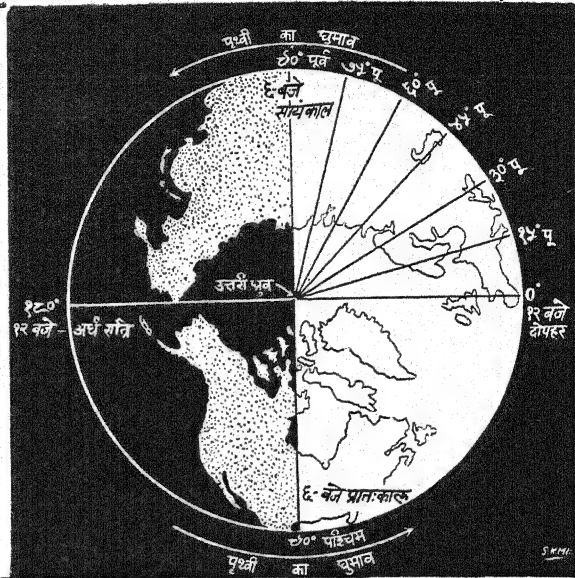 पृथ्वी का घुमाव
९०° पूर्व
७५° पू
६०° पू
४५° पू
३०° पू
१५° पू
६-बजे
सायंकाल
उत्तरी ध्रुव
०°
१२ बजे
दोपहर
१८०°
१२ बजे - अर्ध रात्रि
६- बजे प्रातःकाल
९०° पश्चिम
पृथ्वी का घुमाव